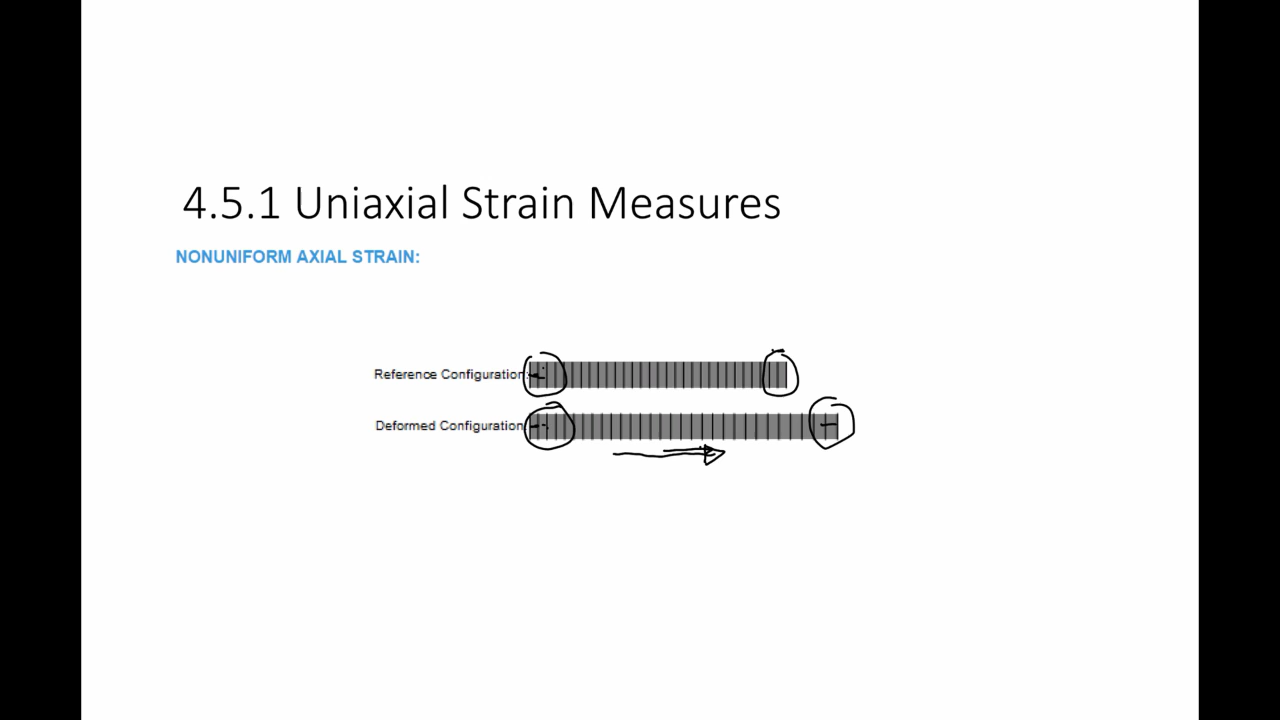 4.5.1 Uniaxial Strain Measures
NONUNIFORM AXIAL STRAIN:
Reference Configuration
Deformed Configuration